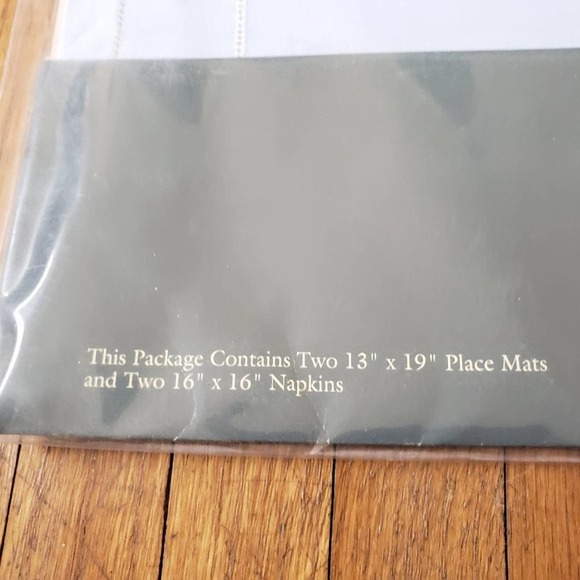 This Package Contains Two 13" x 19" Place Mats
and Two 16" x 16" Napkins